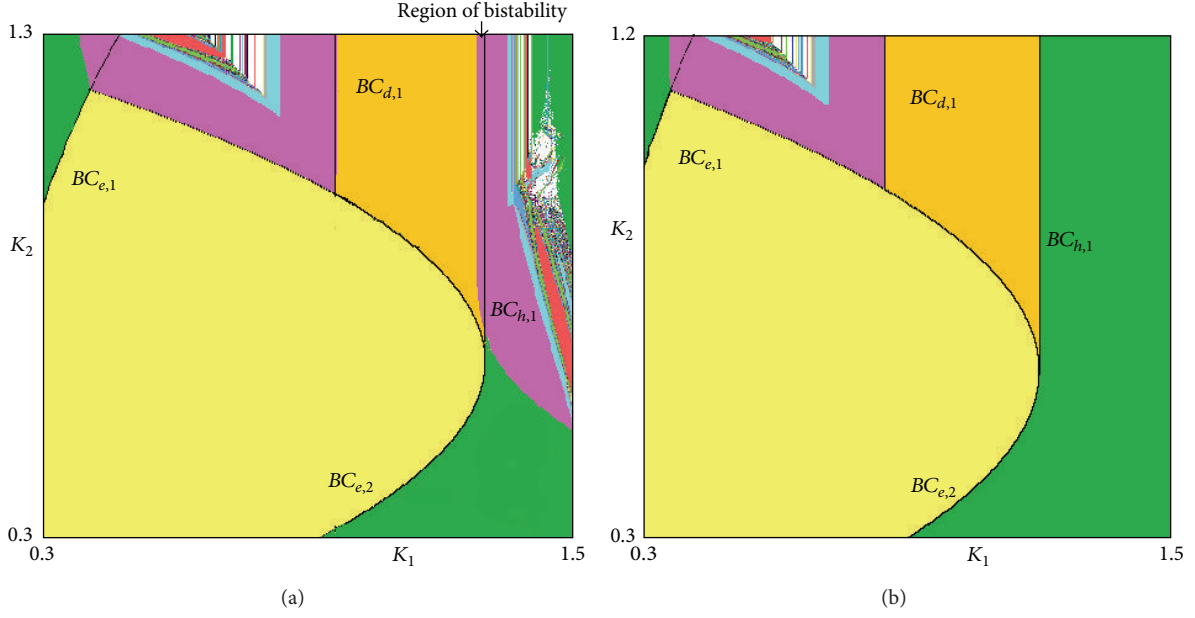 Region of bistability
1.3
BC_{d,1}
BC_{e,1}
K_2
BC_{h,1}
BC_{e,2}
0.3
0.3
K_1
1.5
(a)
1.2
BC_{d,1}
BC_{e,1}
K_2
BC_{h,1}
BC_{e,2}
0.3
0.3
K_1
1.5
(b)